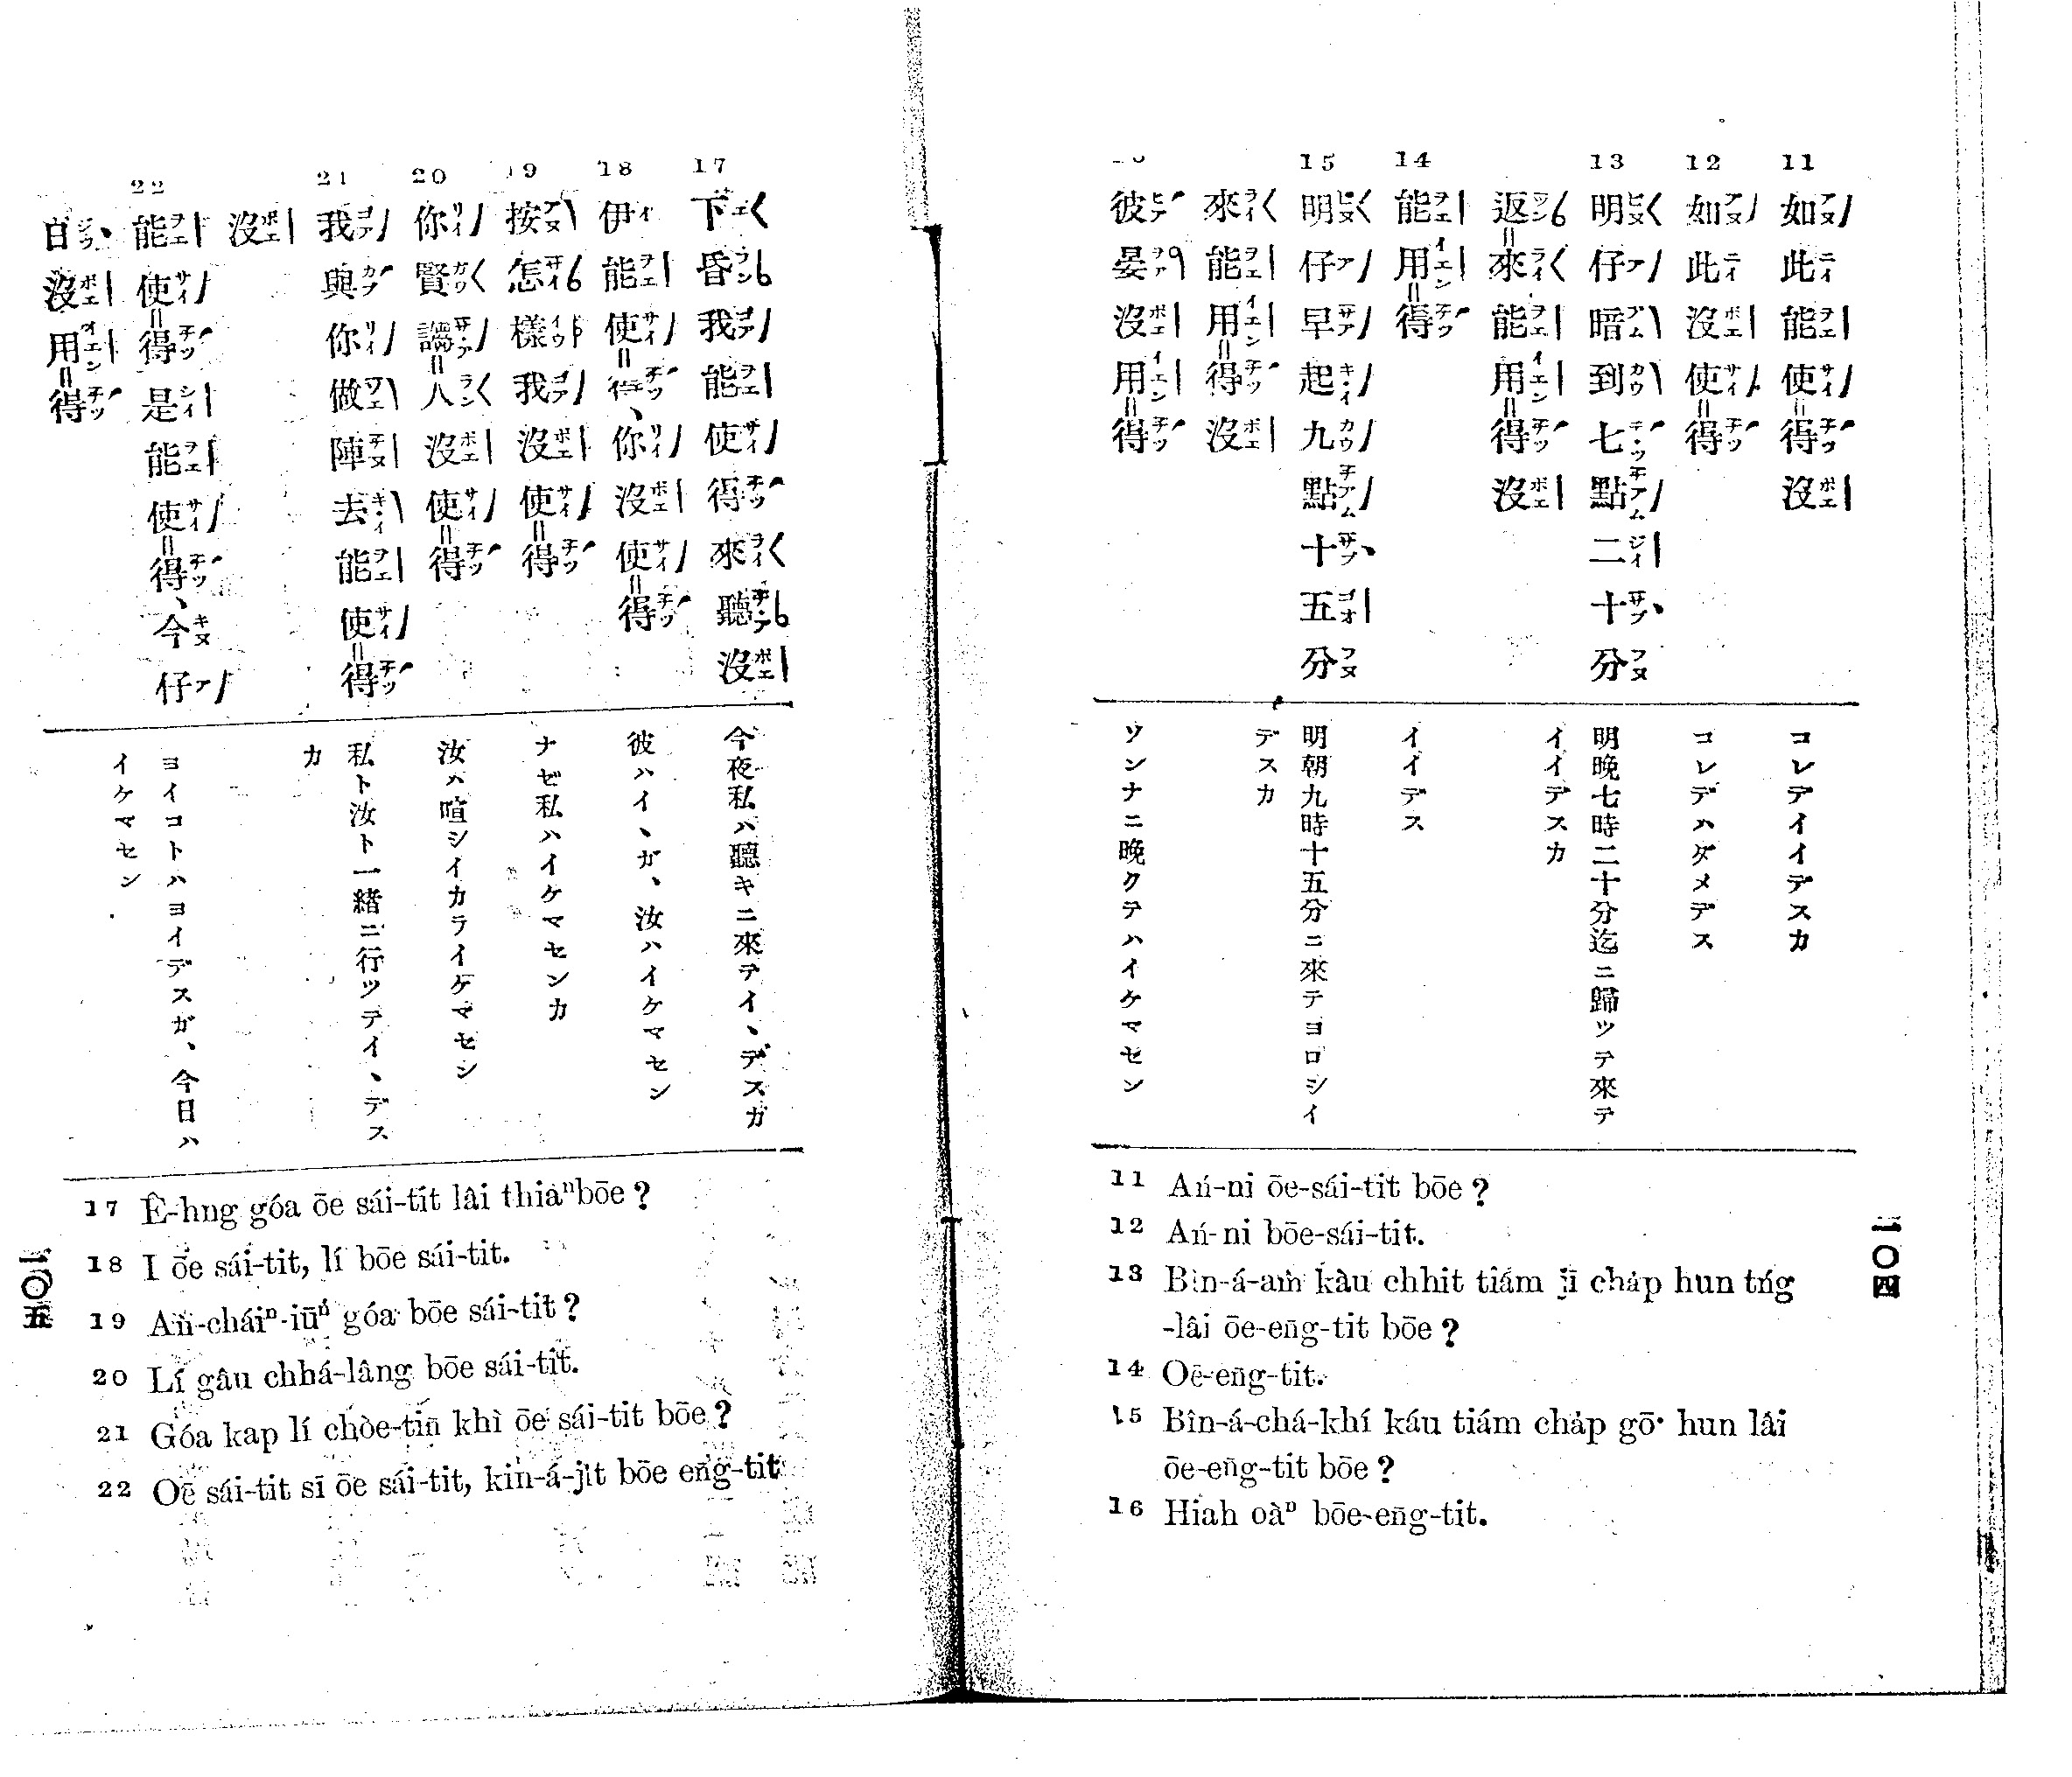 一〇四
11 如此能使得沒
12 如此沒使得
13 明仔暗到七點二十分
返來能用得沒
14 能用得
15 明仔早起九點十五分
來能用得沒
彼晏沒用得
コレデイイデスカ
コレデハダメデス
明晩七時二十分迄ニ歸ツテ來テ
イイデスカ
イイデス
明朝九時十五分ニ來テヨロシイ
デスカ
ソンナニ晩クテハイケマセン
11 Ań-ni ōe-sái-tit bōe?
12 Ań-ni bōe-sái-tit.
13 Bîn-á-àm kàu chhit tiám jī cha̍p hun tńg
-lâi ōe-ēng-tit bōe?
14 Oē-ēng-tit.
15 Bîn-á-chá-khí káu tiám cha̍p gō· hun lâi
ōe-ēng-tit bōe?
16 Hiah oàⁿ bōe-ēng-tit.
17 下昏我能使得來聽沒
18 伊能使得、你沒使得
19 按怎樣我沒使得
20 你賢譟人沒使得
21 我與你做陣去能使得
沒
22 能使得是能使得、今仔
日沒用得
今夜私ハ聽キニ來テイヽデスカ
彼ハイヽガ、汝ハイケマセン
ナゼ私ハイケマセンカ
汝ハ喧シイカライケマセン
私ト汝ト一緒ニ行ツテイヽデス
カ
ヨイコトハヨイデスガ、今日ハ
イケマセン
17 Ê-hng góa ōe sái-tit lâi thiaⁿ bōe?
18 I ōe sái-tit, lí bōe sái-tit.
19 Àn-cháiⁿ-iūⁿ góa bōe sái-tit?
20 Lí gâu chhá-lâng bōe sái-tit.
21 Góa kap lí chòe-tīn khì ōe sái-tit bōe?
22 Oē sái-tit sī ōe sái-tit, kin-á-ji̍t bōe ēng-tit
一〇五